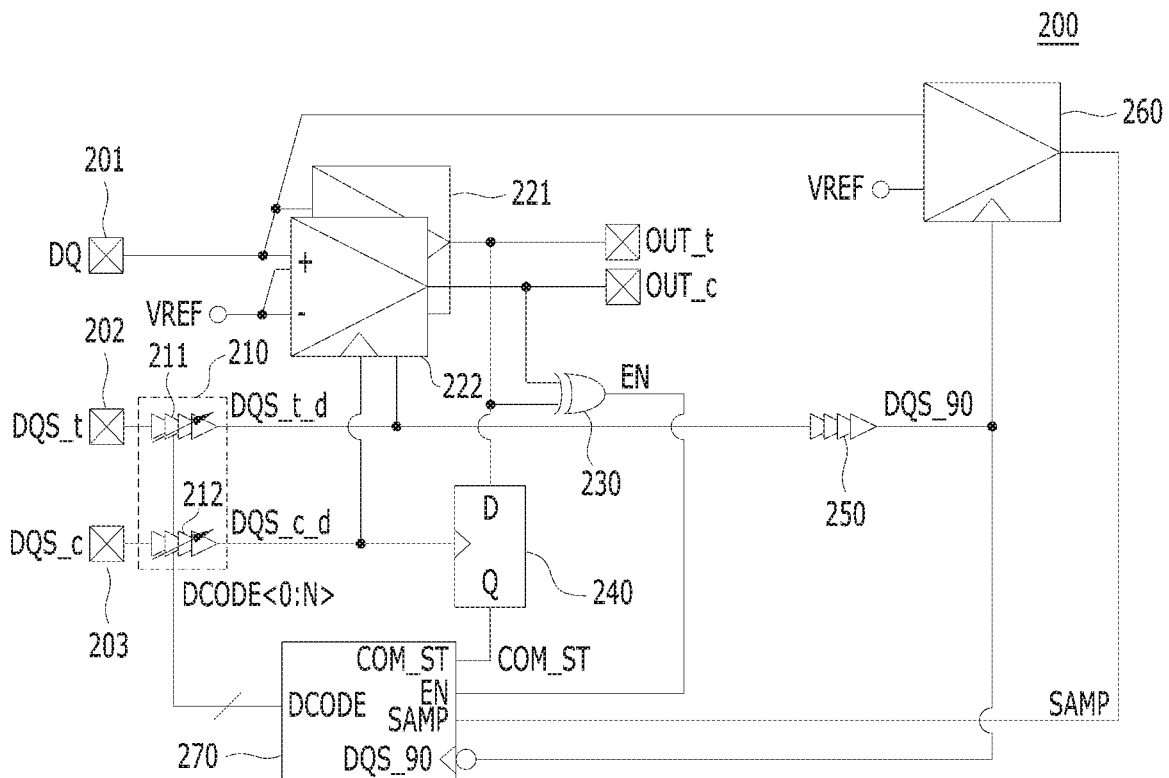 200
260
201
DQ
VREF
221
OUT_t
OUT_c
VREF
+
-
202
211
210
222
EN
DQS_t
DQS_t_d
230
DQS_90
250
212
DQS_c
DQS_c_d
D
Q
240
203
DCODE<0:N>
COM_ST
COM_ST
EN
DCODE
SAMP
SAMP
270
DQS_90